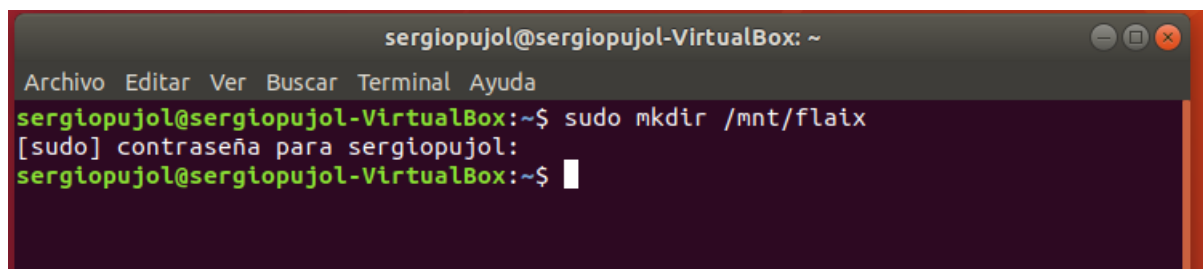 sergiopujol@sergiopujol-VirtualBox: ~
Archivo Editar Ver Buscar Terminal Ayuda
sergiopujol@sergiopujol-VirtualBox:~$ sudo mkdir /mnt/flaix
[sudo] contraseña para sergiopujol:
sergiopujol@sergiopujol-VirtualBox:~$